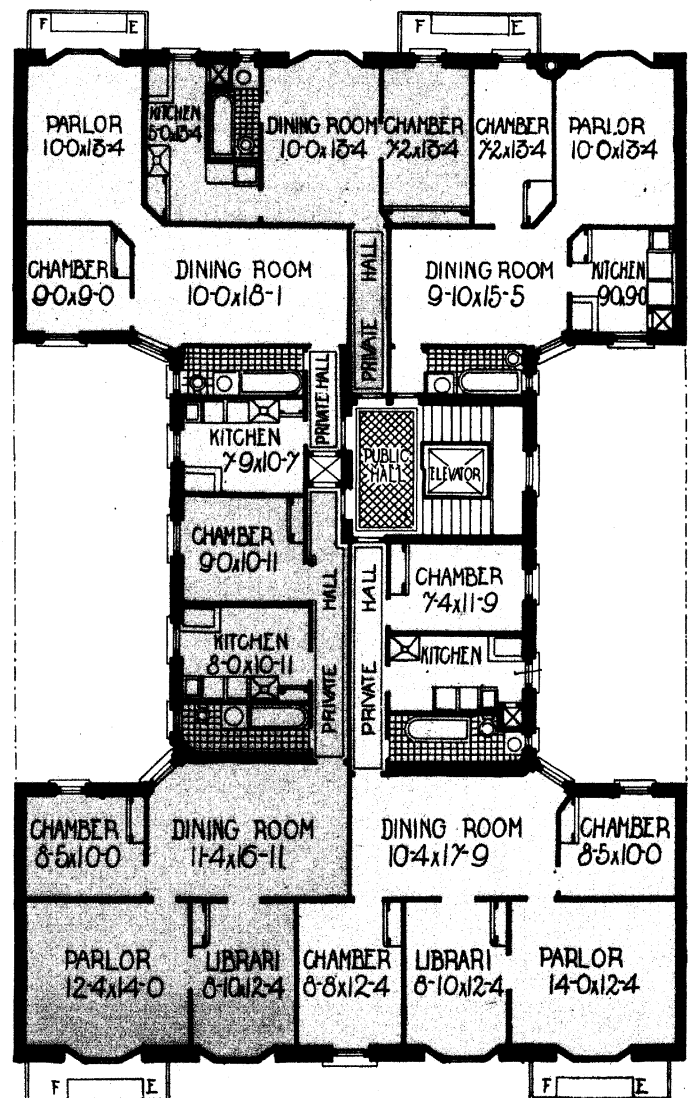 F E
F E
PARLOR
10-0x13-4
KITCHEN
5-0x13-4
DINING ROOM
10-0x13-4
CHAMBER
7-2x13-4
CHAMBER
7-2x13-4
PARLOR
10-0x13-4
CHAMBER
9-0x9-0
DINING ROOM
10-0x18-1
PRIVATE HALL
DINING ROOM
9-10x15-5
KITCHEN
9-0x9-0
PRIVATE HALL
KITCHEN
7-9x10-7
PUBLIC
HALL
ELEVATOR
CHAMBER
9-0x10-11
PRIVATE HALL
PRIVATE HALL
CHAMBER
7-4x11-9
KITCHEN
8-0x10-11
KITCHEN
CHAMBER
8-5x10-0
DINING ROOM
11-4x16-11
DINING ROOM
10-4x17-9
CHAMBER
8-5x10-0
PARLOR
12-4x14-0
LIBRARI
8-10x12-4
CHAMBER
8-8x12-4
LIBRARI
8-10x12-4
PARLOR
14-0x12-4
F E
F E